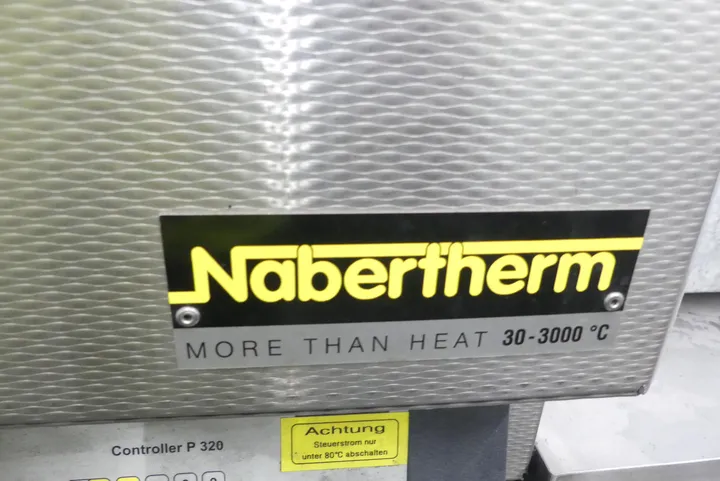 Nabertherm
MORE THAN HEAT 30-3000 °C
Controller P 320
Achtung
Steuerstrom nur
unter 80°C abschalten